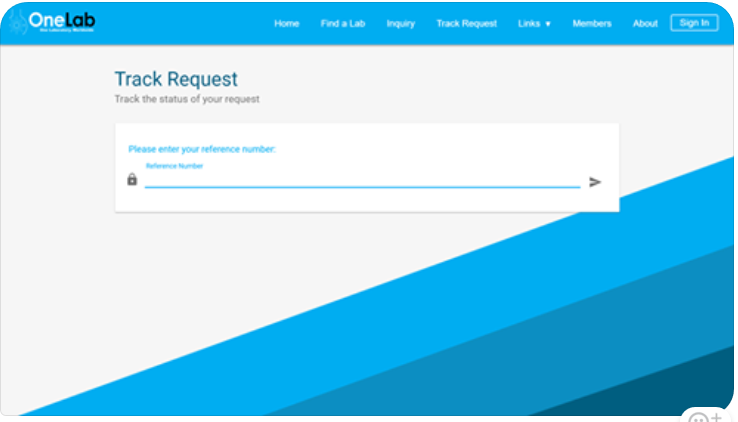 OneLab
One Laboratory Worldwide
Home Find a Lab Inquiry Track Request Links ▼ Members About Sign In
Track Request
Track the status of your request
Please enter your reference number:
Reference Number